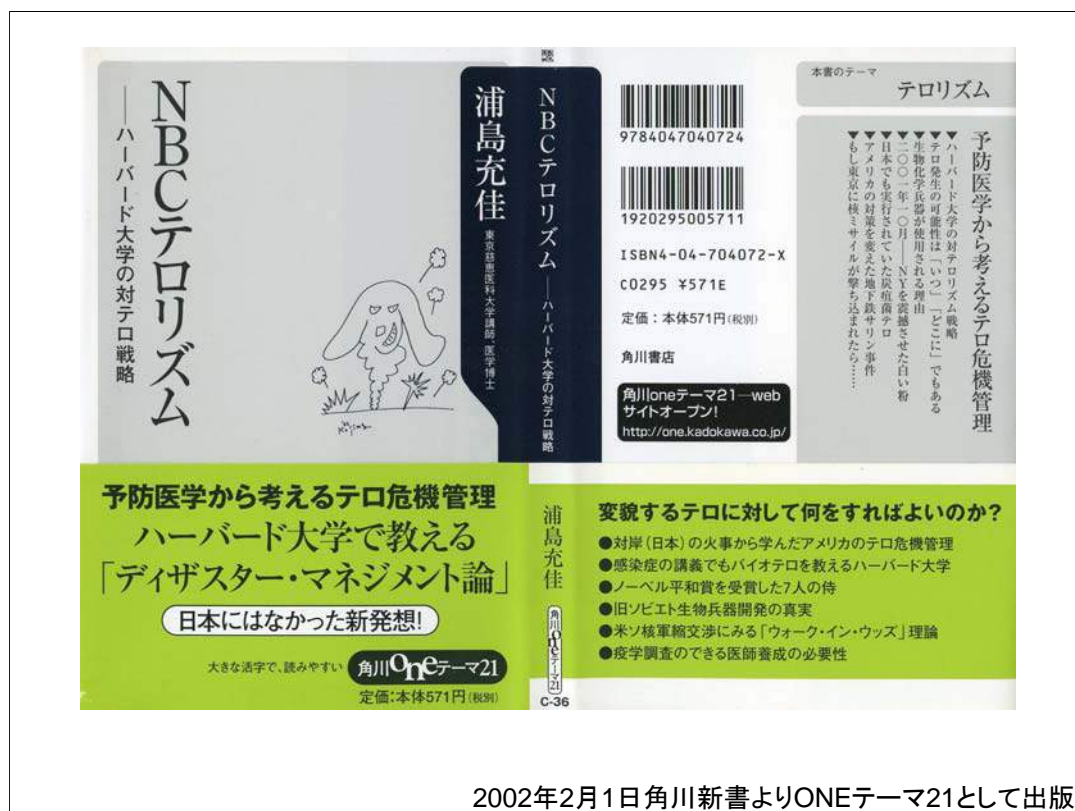 NBCテロリズム
――ハーバード大学の対テロ戦略
浦島充佳
東京慈恵医科大学講師、医学博士
予防医学から考えるテロ危機管理
ハーバード大学で教える
「ディザスター・マネジメント論」
日本にはなかった新発想!
大きな活字で、読みやすい 角川oneテーマ21
定価:本体571円(税別)
NBCテロリズム――ハーバード大学の対テロ戦略
浦島充佳
角川oneテーマ21
C-36
9784047040724
1920295005711
ISBN4-04-704072-X
C0295 ¥571E
定価:本体571円(税別)
角川書店
角川oneテーマ21―web
サイトオープン!
http://one.kadokawa.co.jp/
本書のテーマ
テロリズム
予防医学から考えるテロ危機管理
▼ハーバード大学の対テロリズム戦略
▼テロ発生の可能性は「いつ」「どこに」でもある
▼生物化学兵器が使用される理由
▼二〇〇一年一〇月――NYを震撼させた白い粉
▼日本でも実行されていた炭疽菌テロ
▼アメリカの対策を変えた地下鉄サリン事件
▼もし東京に核ミサイルが撃ち込まれたら……
変貌するテロに対して何をすればよいのか?
●対岸(日本)の火事から学んだアメリカのテロ危機管理
●感染症の講義でもバイオテロを教えるハーバード大学
●ノーベル平和賞を受賞した7人の侍
●旧ソビエト生物兵器開発の真実
●米ソ核軍縮交渉にみる「ウォーク・イン・ウッズ」理論
●疫学調査のできる医師養成の必要性
2002年2月1日角川新書よりONEテーマ21として出版